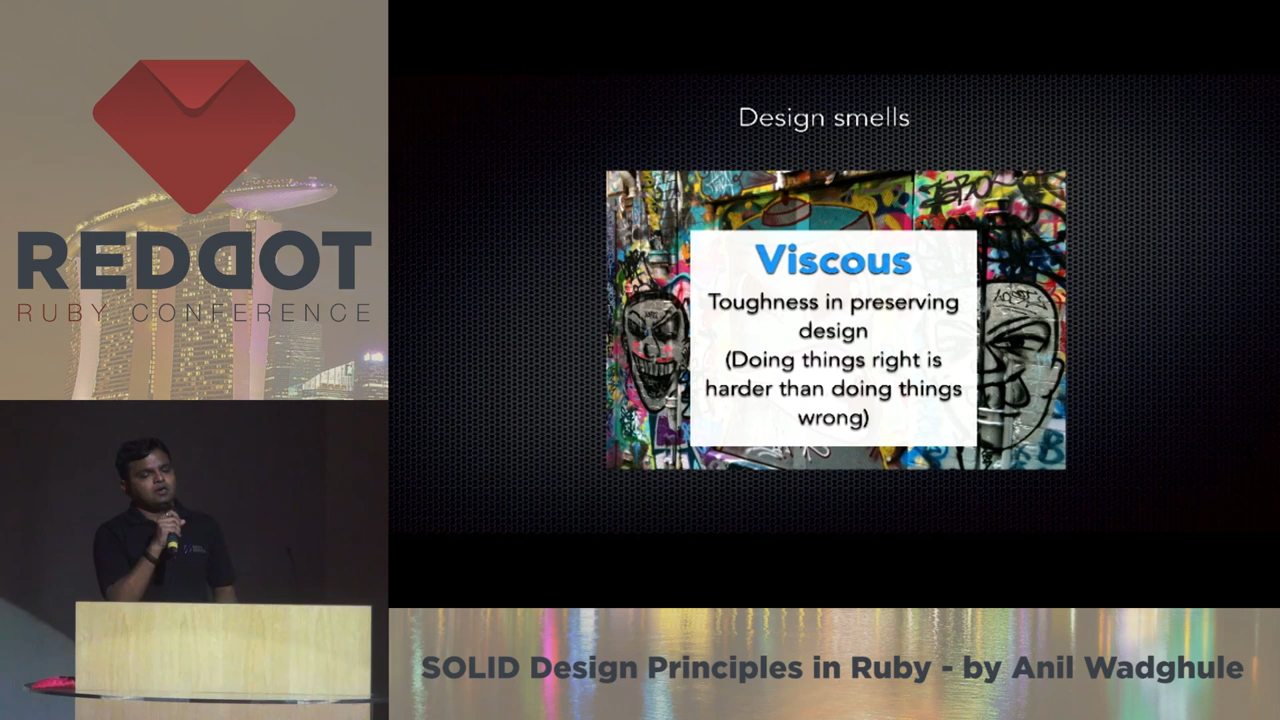 REDDOT
RUBY CONFERENCE
Design smells
Viscous
Toughness in preserving
design
(Doing things right is
harder than doing things
wrong)
SOLID Design Principles in Ruby - by Anil Wadghule